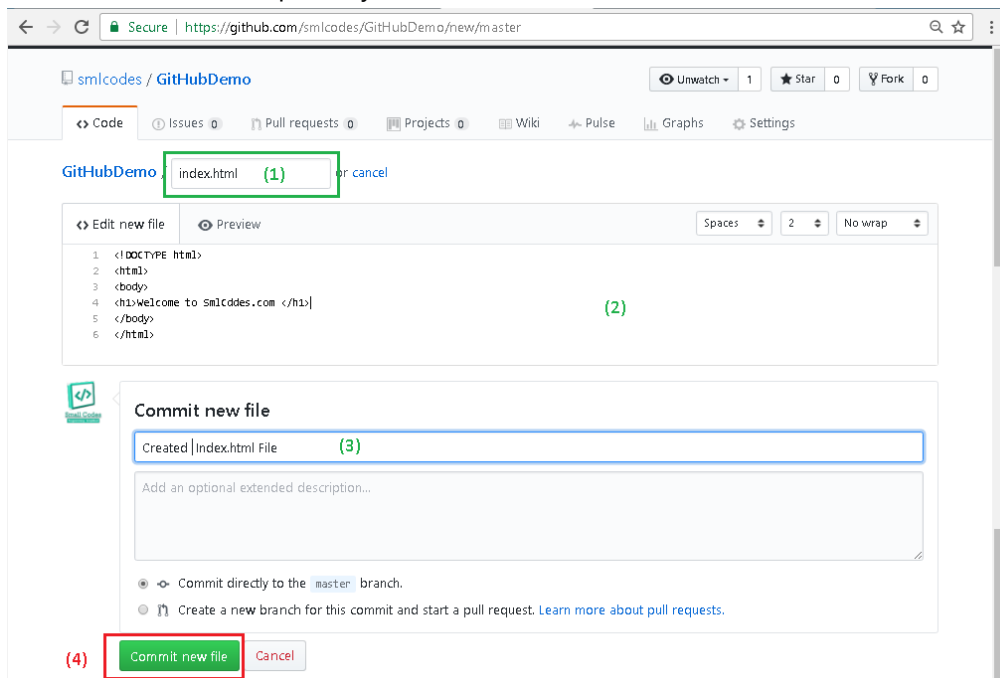 Secure | https://github.com/smlcodes/GitHubDemo/new/master
smlcodes / GitHubDemo
Unwatch 1 Star 0 Fork 0
Code Issues 0 Pull requests 0 Projects 0 Wiki Pulse Graphs Settings
GitHubDemo / index.html (1) or cancel
Edit new file Preview Spaces 2 No wrap
1 <!DOCTYPE html>
2 <html>
3 <body>
4 <h1>Welcome to SmlCddes.com </h1>
(2)
5 </body>
6 </html>
Small Codes
Commit new file
Created Index.html File (3)
Add an optional extended description...
Commit directly to the master branch.
Create a new branch for this commit and start a pull request. Learn more about pull requests.
(4) Commit new file Cancel